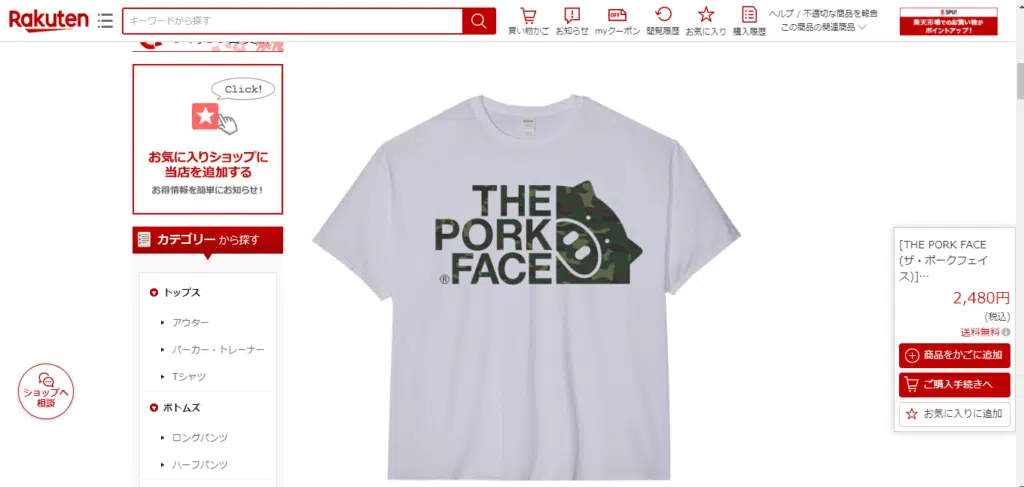 Rakuten
キーワードから探す
買い物かご
お知らせ
OFF
myクーポン
閲覧履歴
お気に入り
購入履歴
ヘルプ / 不適切な商品を報告
この商品の関連商品
SPU!
楽天市場でのお買い物が
ポイントアップ!
Click!
お気に入りショップに
当店を追加する
お得情報を簡単にお知らせ!
カテゴリー から探す
トップス
アウター
パーカー・トレーナー
Tシャツ
ボトムズ
ロングパンツ
ハーフパンツ
ショップへ
相談
THE
PORK
® FACE
[THE PORK FACE
(ザ・ポークフェイ
ス)]…
2,480円
(税込)
送料無料
商品をかごに追加
ご購入手続きへ
お気に入りに追加